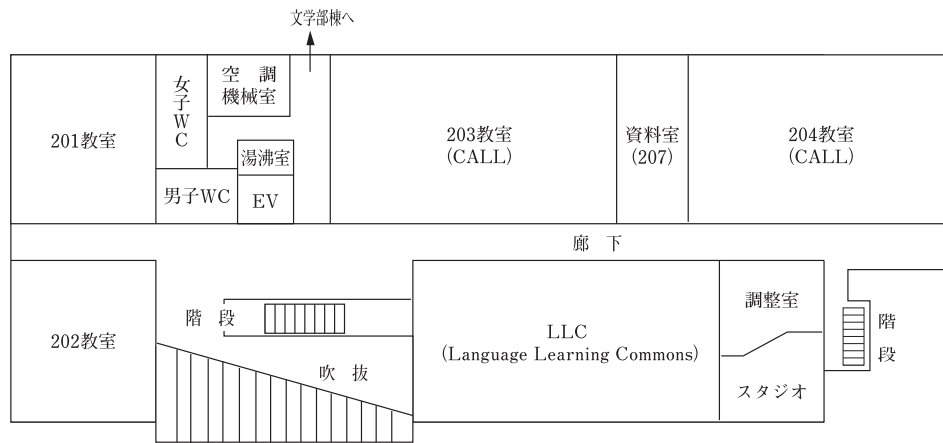 文学部棟へ
201教室
女子WC
空 調
機械室
湯沸室
男子WC
EV
203教室
(CALL)
資料室
(207)
204教室
(CALL)
廊 下
202教室
階 段
吹 抜
LLC
(Language Learning Commons)
調整室
スタジオ
階段